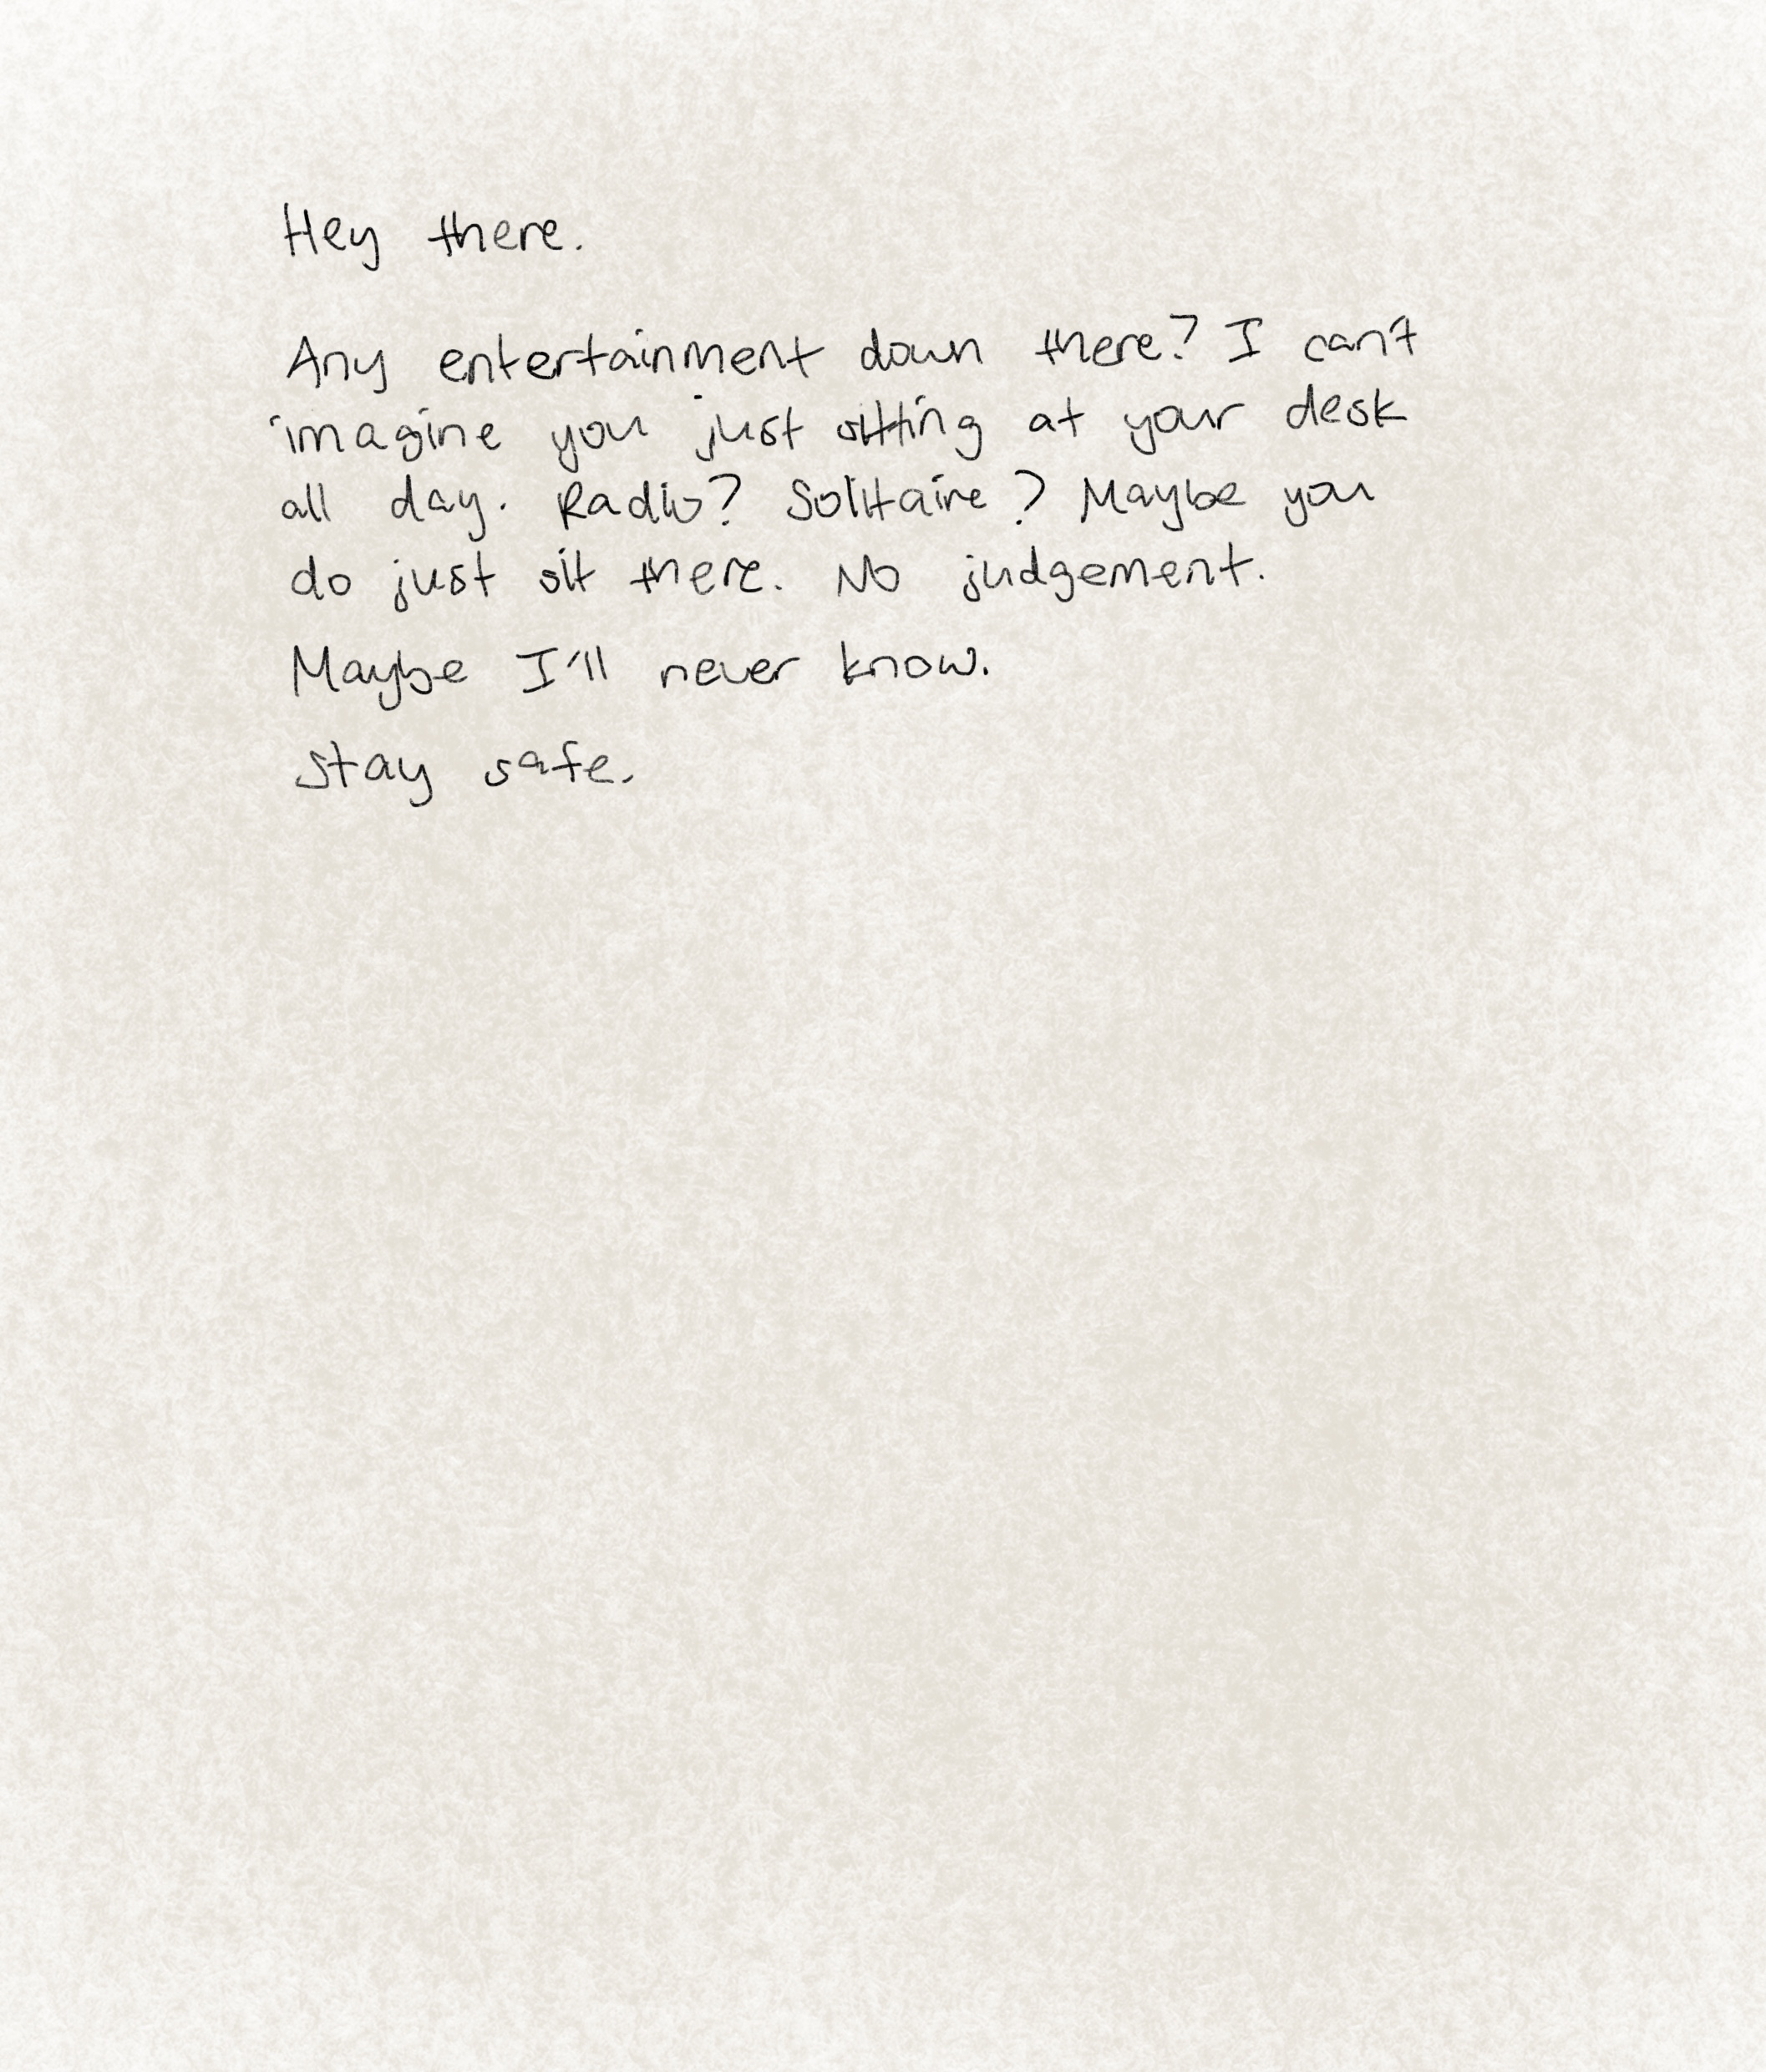 Hey there.
Any entertainment down there? I can't
imagine you just sitting at your desk
all day. Radio? Solitaire? Maybe you
do just sit there. No judgement.
Maybe I'll never know.
stay safe.